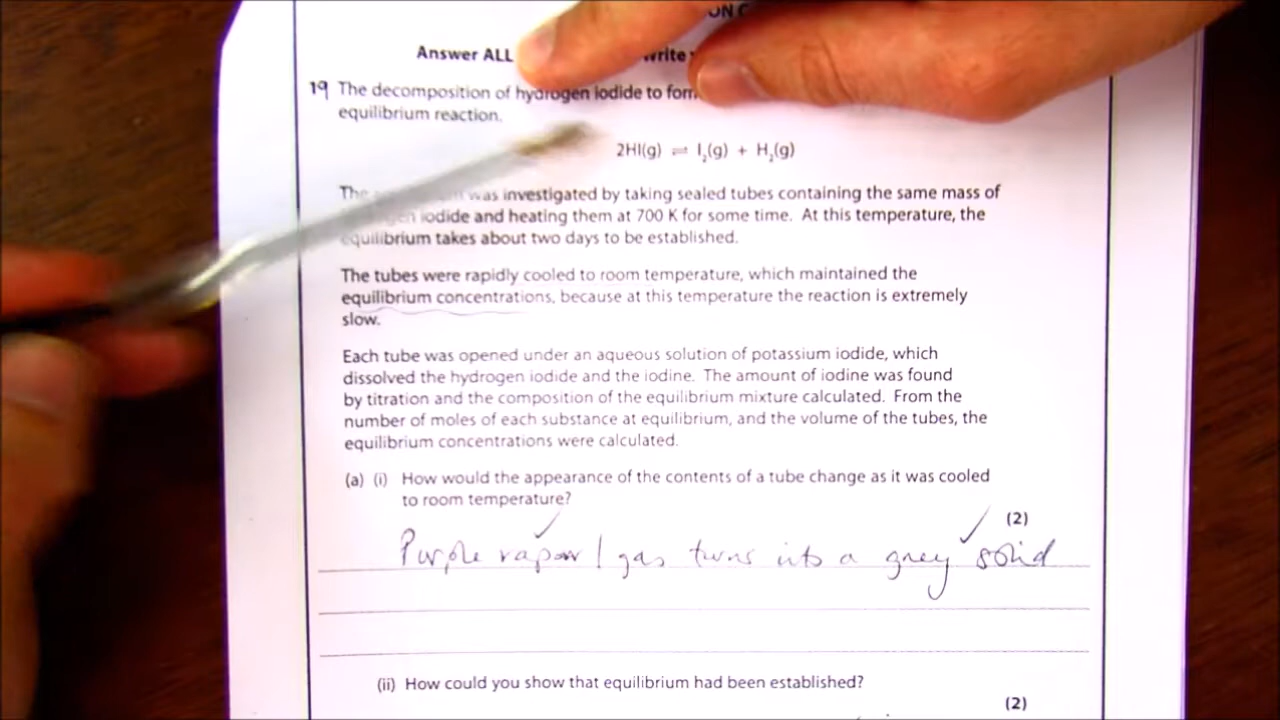 ON
Answer ALL
19 The decomposition of hydrogen iodide to form
equilibrium reaction.
2HI(g) ⇌ I₂(g) + H₂(g)
The was investigated by taking sealed tubes containing the same mass of
iodide and heating them at 700 K for some time. At this temperature, the
equilibrium takes about two days to be established.
The tubes were rapidly cooled to room temperature, which maintained the
equilibrium concentrations, because at this temperature the reaction is extremely
slow.
Each tube was opened under an aqueous solution of potassium iodide, which
dissolved the hydrogen iodide and the iodine. The amount of iodine was found
by titration and the composition of the equilibrium mixture calculated. From the
number of moles of each substance at equilibrium, and the volume of the tubes, the
equilibrium concentrations were calculated.
(a) (i) How would the appearance of the contents of a tube change as it was cooled
to room temperature?
(2)
Purple vapour / gas turns into a grey solid
(ii) How could you show that equilibrium had been established?
(2)